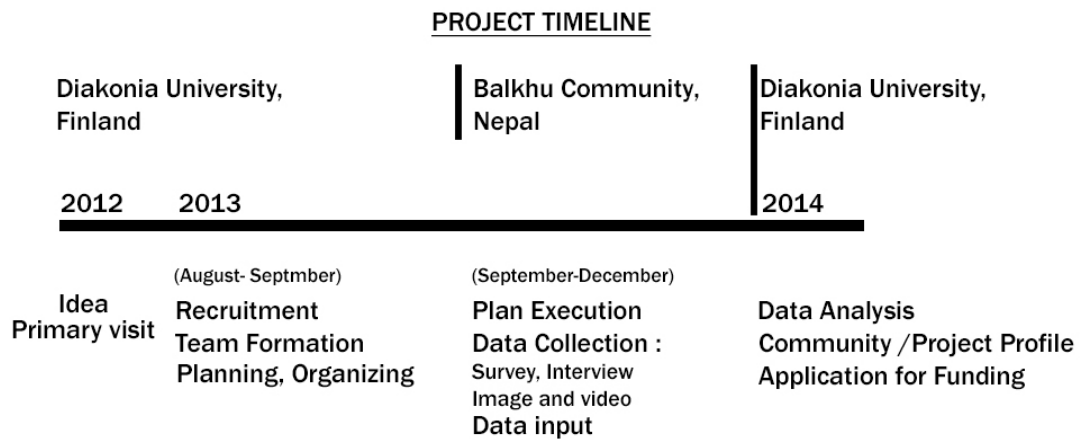 PROJECT TIMELINE
Diakonia University,
Finland
Balkhu Community,
Nepal
Diakonia University,
Finland
2012
2013
2014
Idea
Primary visit
(August- Septmber)
Recruitment
Team Formation
Planning, Organizing
(September-December)
Plan Execution
Data Collection :
Survey, Interview
Image and video
Data input
Data Analysis
Community /Project Profile
Application for Funding